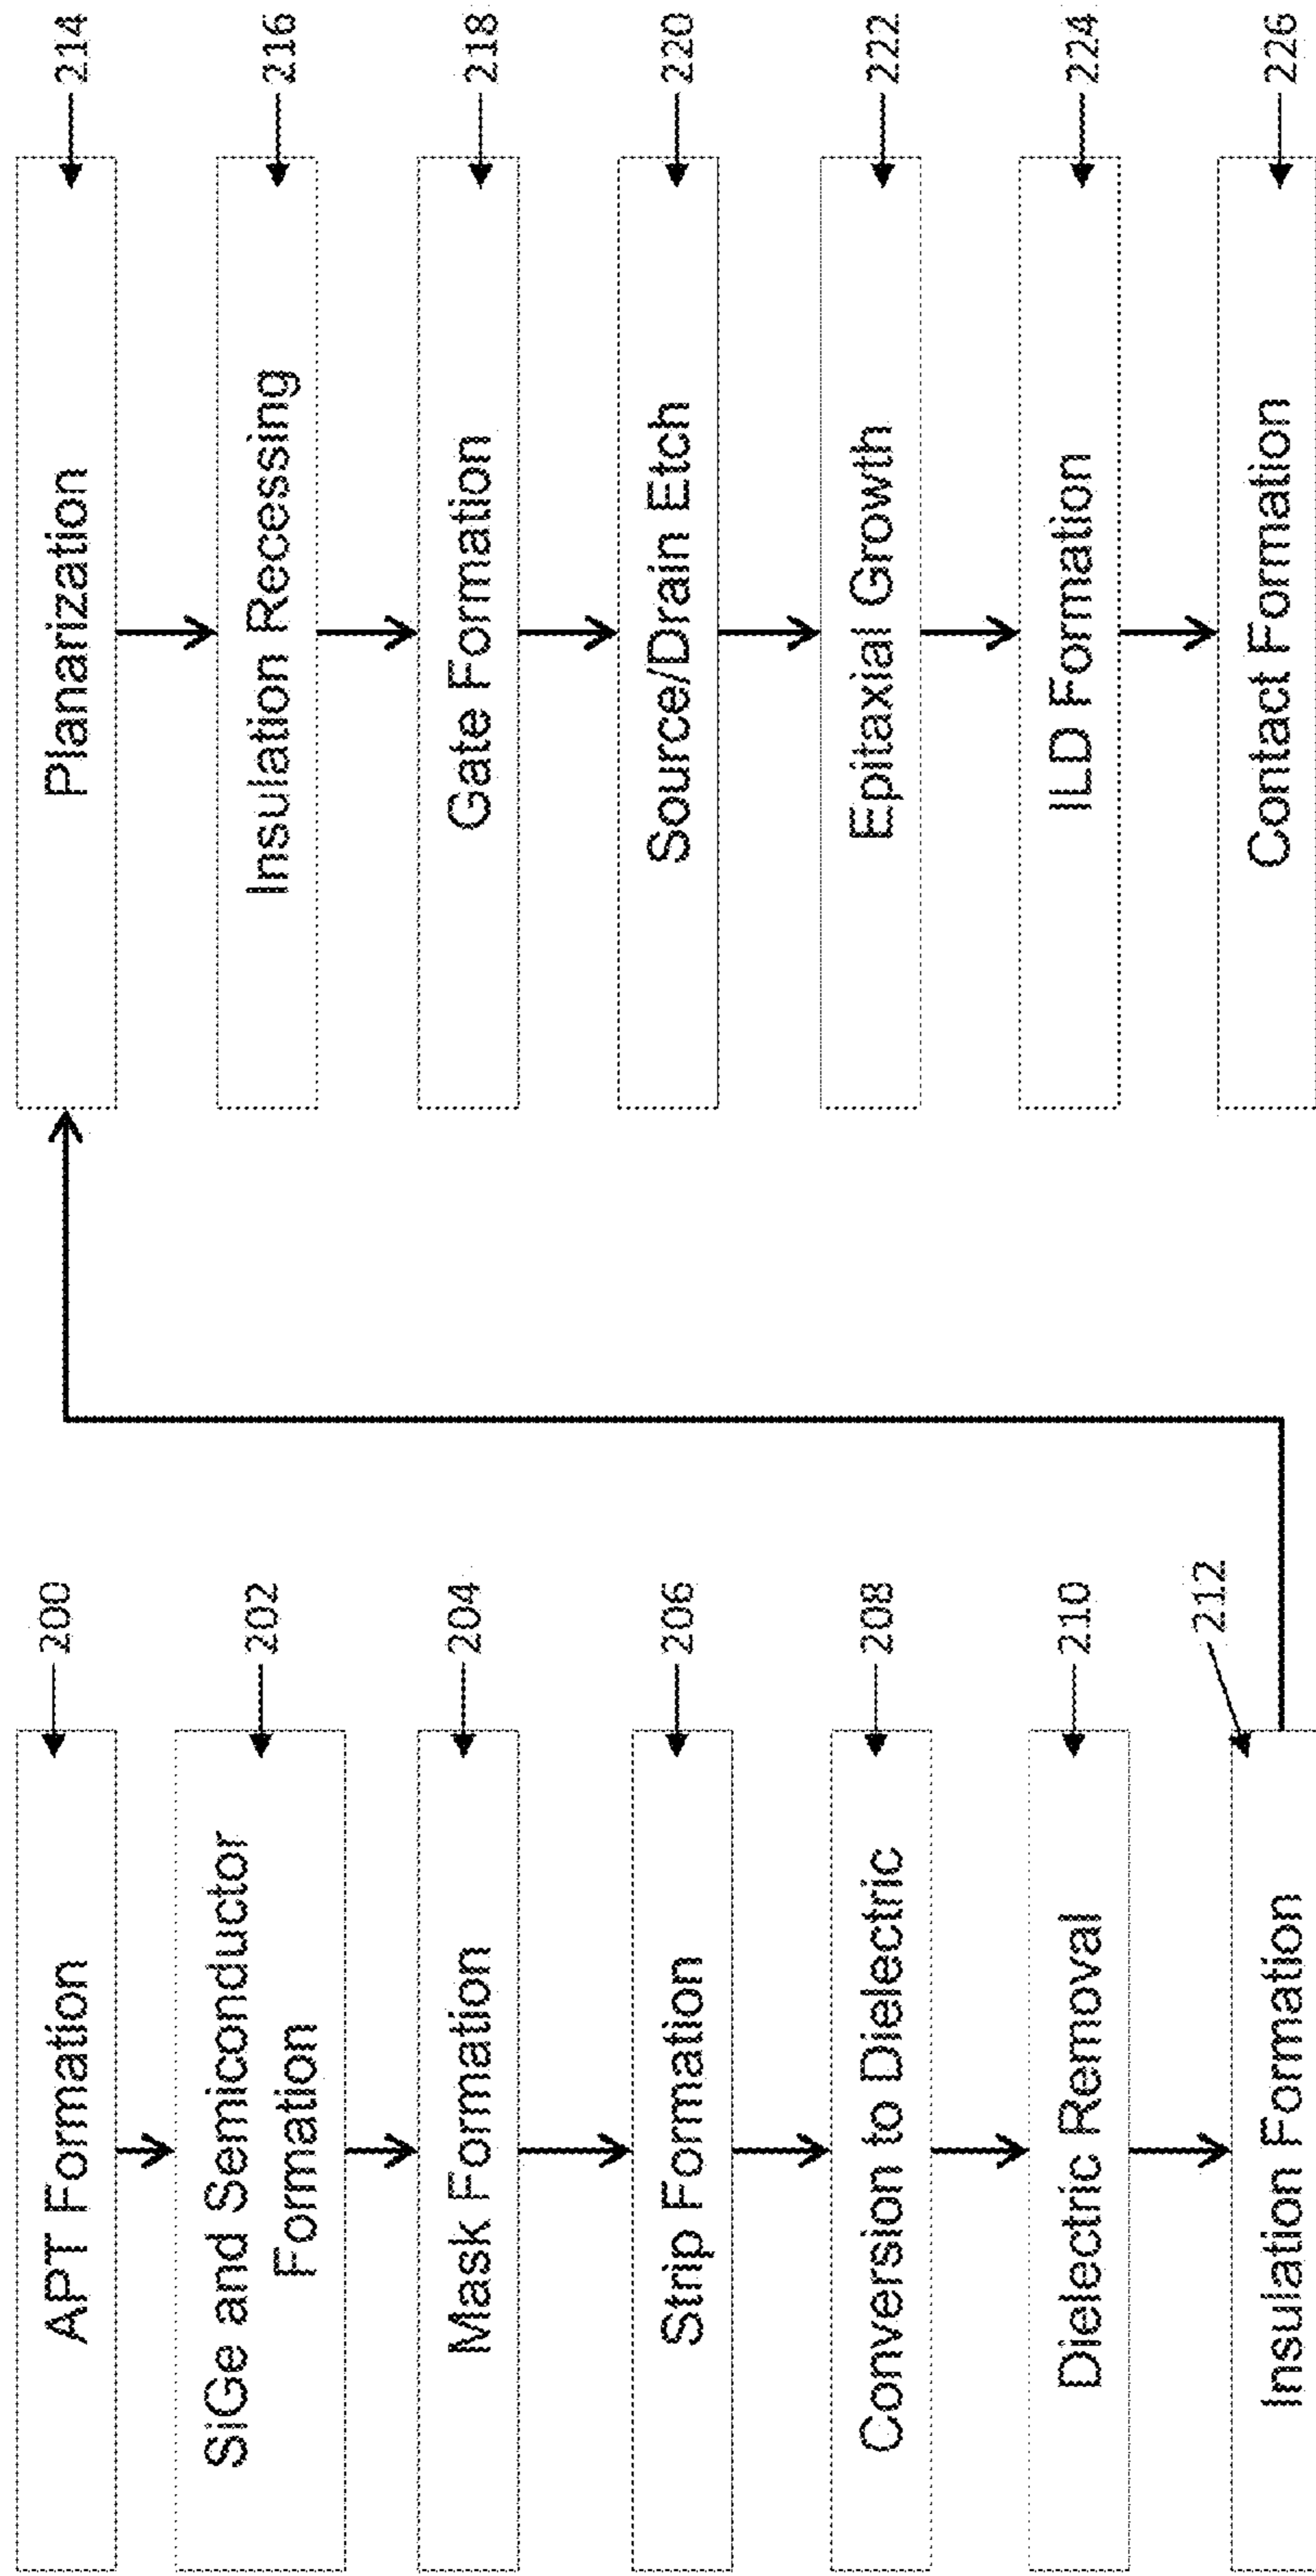 APT Formation
200
SiGe and Semiconductor
Formation
202
Mask Formation
204
Strip Formation
206
Conversion to Dielectric
208
Dielectric Removal
210
Insulation Formation
212
Planarization
214
Insulation Recessing
216
Gate Formation
218
Source/Drain Etch
220
Epitaxial Growth
222
ILD Formation
224
Contact Formation
226